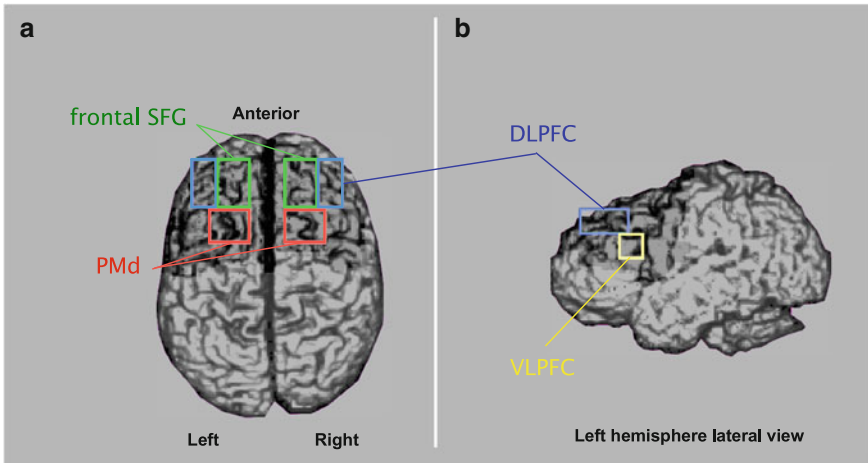 a
b
frontal SFG
Anterior
DLPFC
PMd
VLPFC
Left
Right
Left hemisphere lateral view